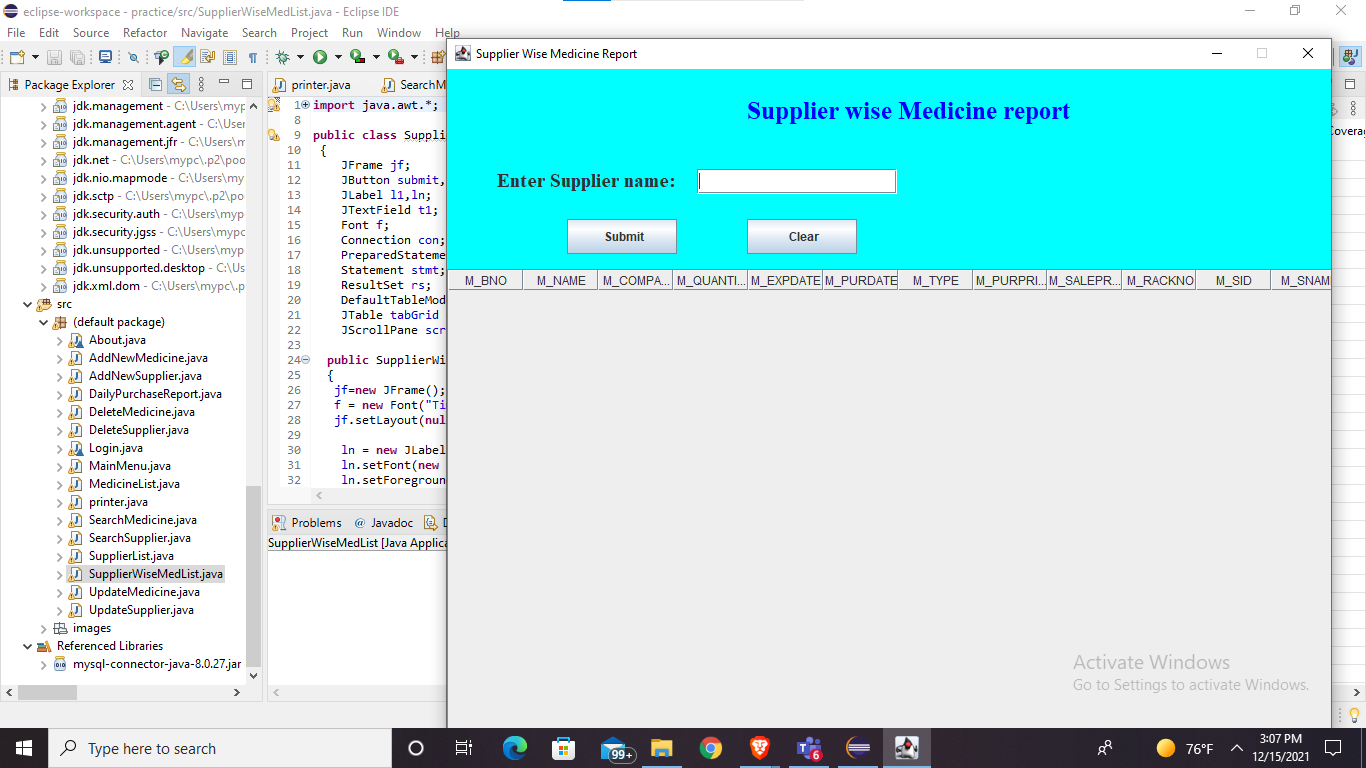 eclipse-workspace - practice/src/SupplierWiseMedList.java - Eclipse IDE
File Edit Source Refactor Navigate Search Project Run Window Help
Package Explorer
jdk.management - C:\Users\myp
jdk.management.agent - C:\User
jdk.management.jfr - C:\Users\m
jdk.net - C:\Users\mypc\.p2\poo
jdk.nio.mapmode - C:\Users\my
jdk.sctp - C:\Users\mypc\.p2\po
jdk.security.auth - C:\Users\myp
jdk.security.jgss - C:\Users\myp
jdk.unsupported - C:\Users\myp
jdk.unsupported.desktop - C:\Us
jdk.xml.dom - C:\Users\mypc\.p
src
(default package)
About.java
AddNewMedicine.java
AddNewSupplier.java
DailyPurchaseReport.java
DeleteMedicine.java
DeleteSupplier.java
Login.java
MainMenu.java
MedicineList.java
printer.java
SearchMedicine.java
SearchSupplier.java
SupplierList.java
SupplierWiseMedList.java
UpdateMedicine.java
UpdateSupplier.java
images
Referenced Libraries
mysql-connector-java-8.0.27.jar
printer.java SearchM
1 import java.awt.*;
8
9 public class Suppli
10 {
11 JFrame jf;
12 JButton submit,
13 JLabel l1,ln;
14 JTextField t1;
15 Font f;
16 Connection con;
17 PreparedStateme
18 Statement stmt;
19 ResultSet rs;
20 DefaultTableMod
21 JTable tabGrid
22 JScrollPane scr
23
24 public SupplierWi
25 {
26 jf=new JFrame();
27 f = new Font("Ti
28 jf.setLayout(nul
29
30 ln = new JLabel
31 ln.setFont(new
32 ln.setForegroun
Problems @ Javadoc
SupplierWiseMedList [Java Applica
Supplier Wise Medicine Report
Supplier wise Medicine report
Enter Supplier name:
Submit Clear
M_BNO M_NAME M_COMPA... M_QUANTI... M_EXPDATE M_PURDATE M_TYPE M_PURPRI... M_SALEPR... M_RACKNO M_SID M_SNAM
Covera
Activate Windows
Go to Settings to activate Windows.
Type here to search
99+
6
76°F
3:07 PM
12/15/2021